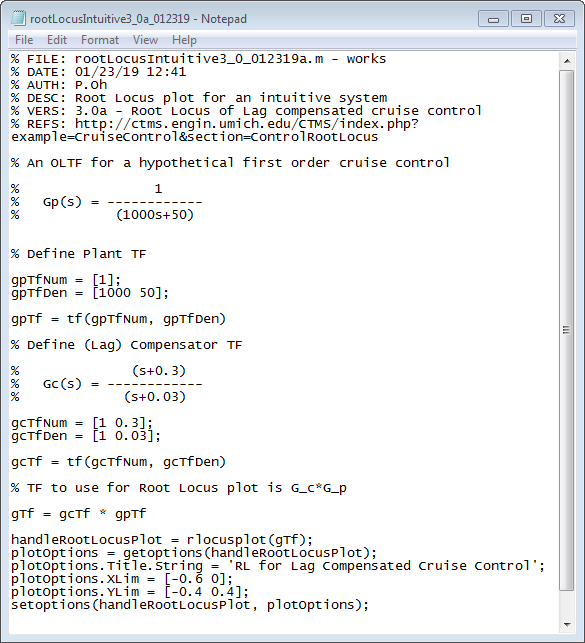 rootLocusIntuitive3_0a_012319 - Notepad
File Edit Format View Help
% FILE: rootLocusIntuitive3_0_012319a.m - works
% DATE: 01/23/19 12:41
% AUTH: P.Oh
% DESC: Root Locus plot for an intuitive system
% VERS: 3.0a - Root Locus of Lag compensated cruise control
% REFS: http://ctms.engin.umich.edu/CTMS/index.php?
example=CruiseControl&section=ControlRootLocus
% An OLTF for a hypothetical first order cruise control
% 1
% Gp(s) = ------------
% (1000s+50)
% Define Plant TF
gpTfNum = [1];
gpTfDen = [1000 50];
gpTf = tf(gpTfNum, gpTfDen)
% Define (Lag) Compensator TF
% (s+0.3)
% Gc(s) = ------------
% (s+0.03)
gcTfNum = [1 0.3];
gcTfDen = [1 0.03];
gcTf = tf(gcTfNum, gcTfDen)
% TF to use for Root Locus plot is G_c*G_p
gTf = gcTf * gpTf
handleRootLocusPlot = rlocusplot(gTf);
plotOptions = getoptions(handleRootLocusPlot);
plotOptions.Title.String = 'RL for Lag Compensated Cruise Control';
plotOptions.XLim = [-0.6 0];
plotOptions.YLim = [-0.4 0.4];
setoptions(handleRootLocusPlot, plotOptions);